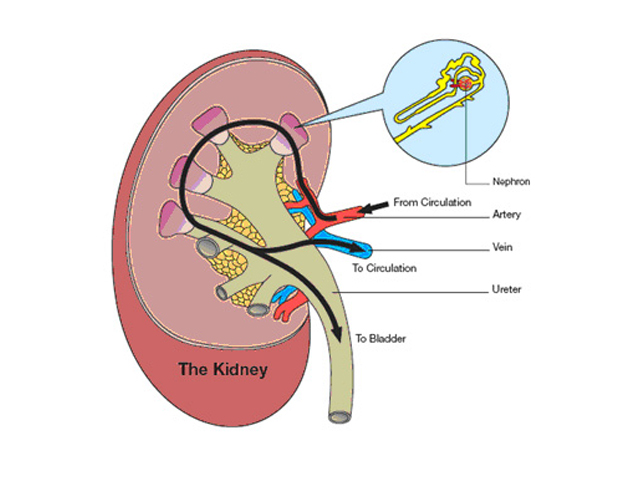 Nephron
From Circulation
Artery
Vein
To Circulation
Ureter
To Bladder
The Kidney